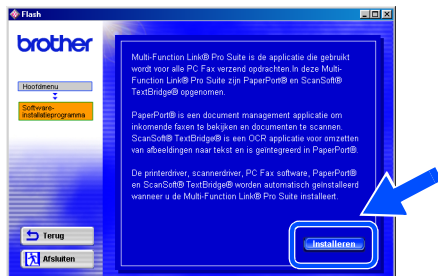 Flash
brother
Hoofdmenu
Software-
installatieprogramma
Multi-Function Link® Pro Suite is de applicatie die gebruikt
wordt voor alle PC Fax verzend opdrachten.In deze Multi-
Function Link® Pro Suite zijn PaperPort® en ScanSoft®
TextBridge® opgenomen.
PaperPort® is een document management applicatie om
inkomende faxen te bekijken en documenten te scannen.
ScanSoft® TextBridge® is een OCR applicatie voor omzetten
van afbeeldingen naar tekst en is geïntegreerd in PaperPort®.
De printerdriver, scannerdriver, PC Fax software, PaperPort®
en ScanSoft® TextBridge® worden automatisch geïnstalleerd
wanneer u de Multi-Function Link® Pro Suite installeert.
Installeren
Terug
Afsluiten